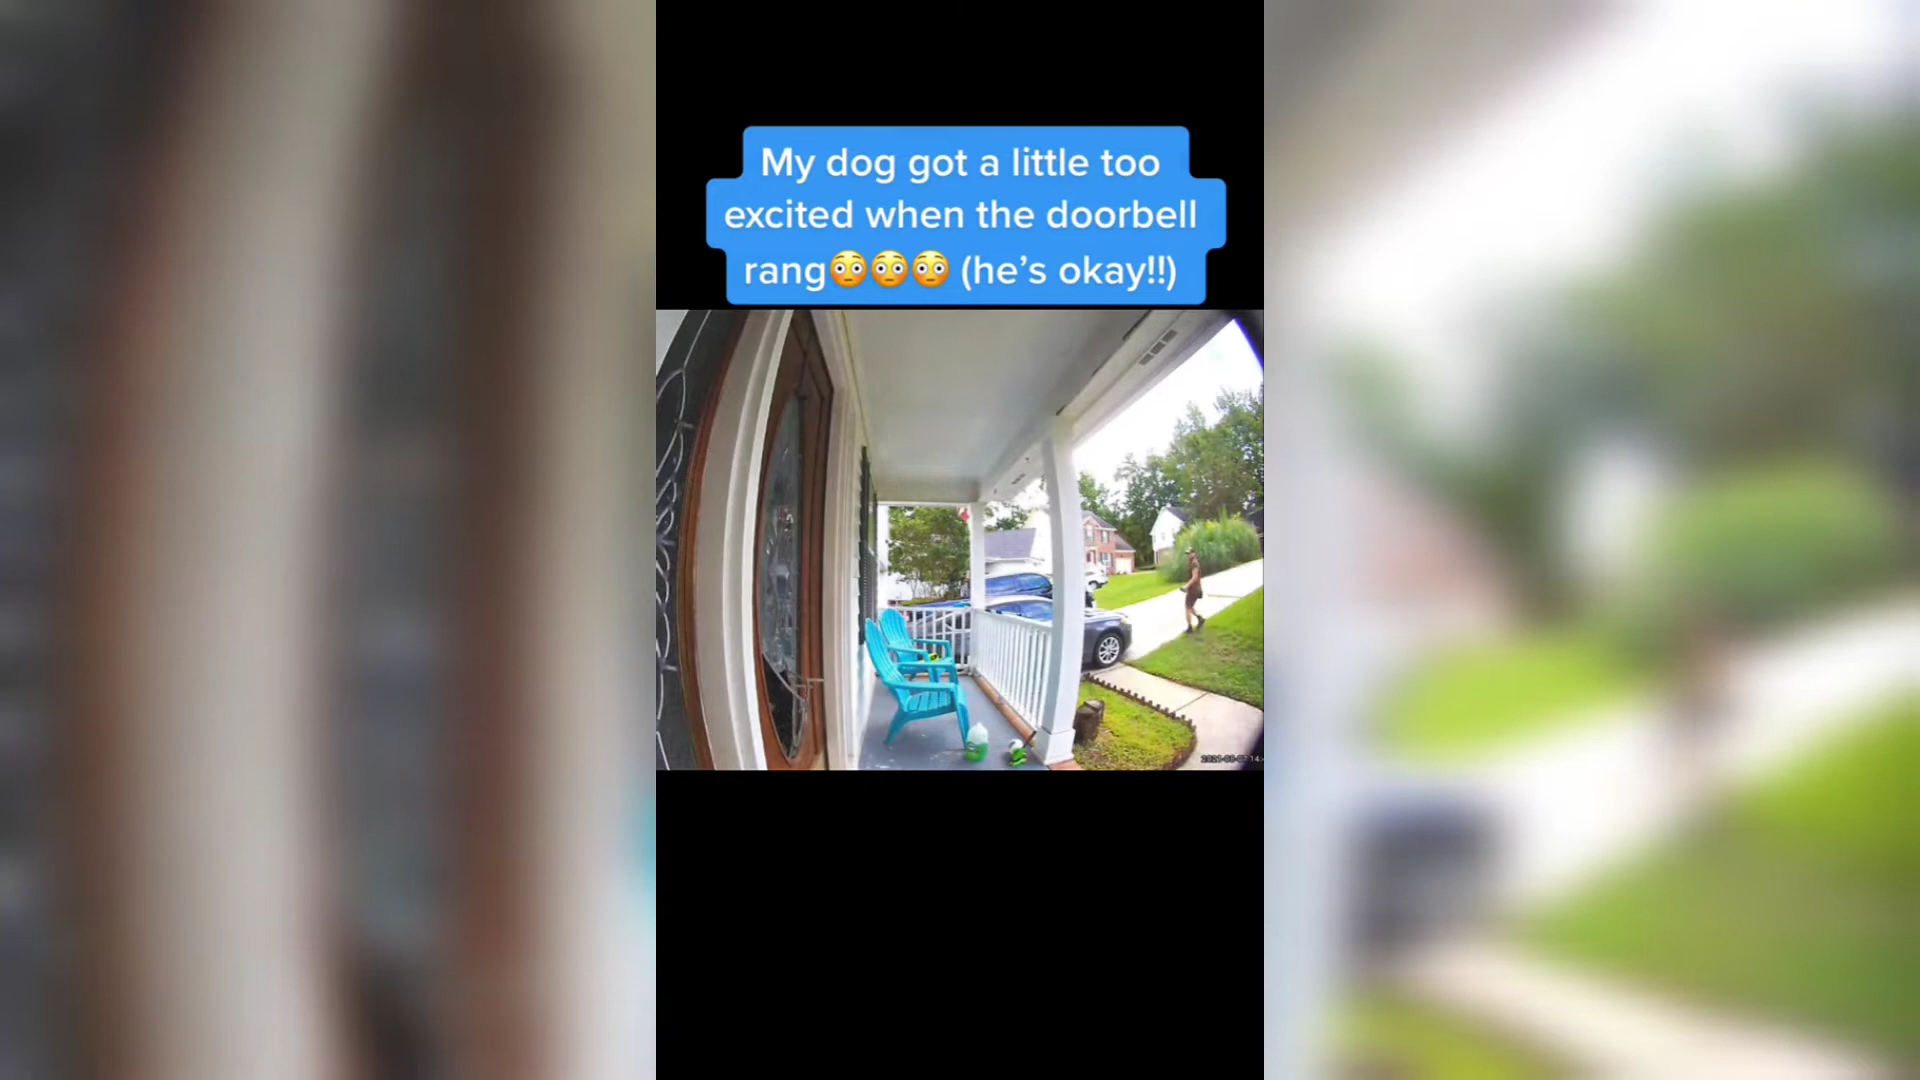 My dog got a little too
excited when the doorbell
rang😳😳😳 (he's okay!!)